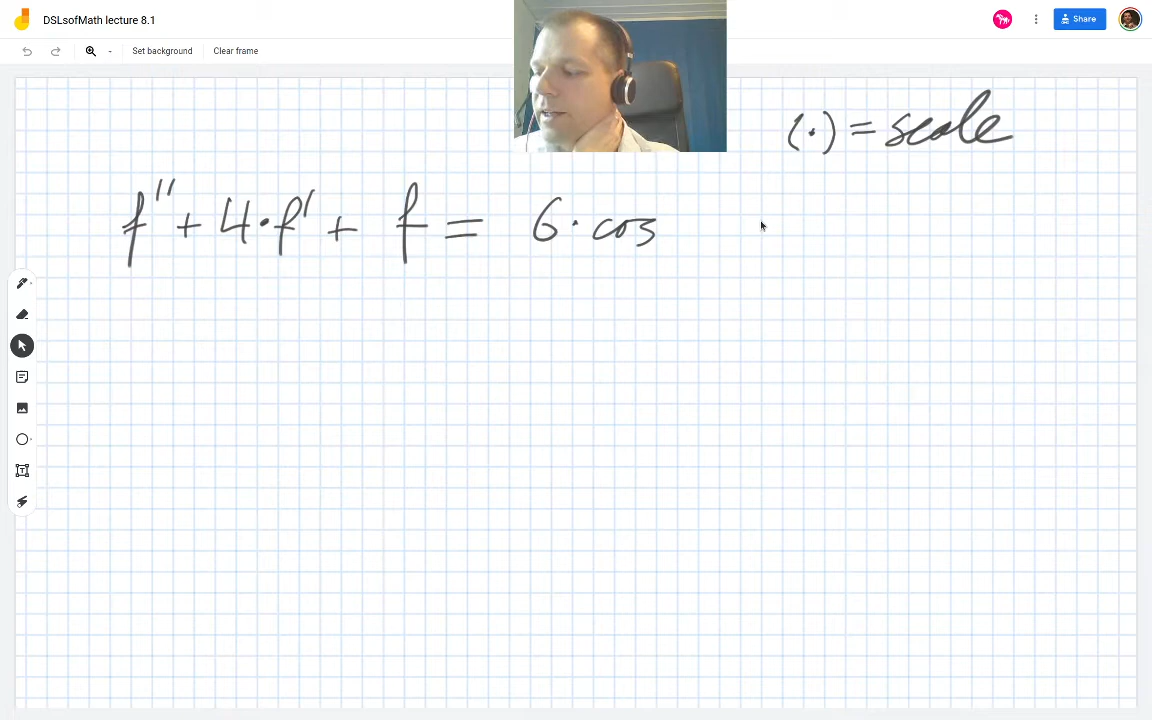 DSLsofMath lecture 8.1
Share
Set background
Clear frame
(·) = scale
f'' + 4·f' + f = 6·cos